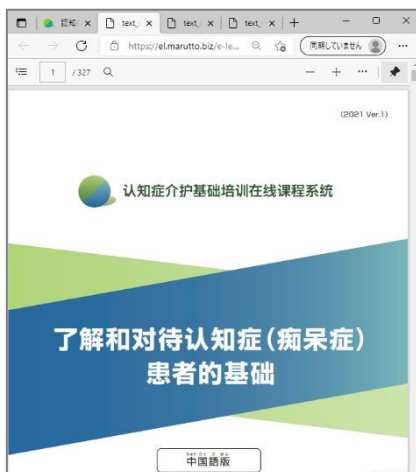 認知
text_
text_
text_
https://el.marutto.biz/e-le...
同期していません
1 / 327
(2021 Ver.1)
认知症介护基础培训在线课程系统
了解和对待认知症(痴呆症)
患者的基础
中国語版